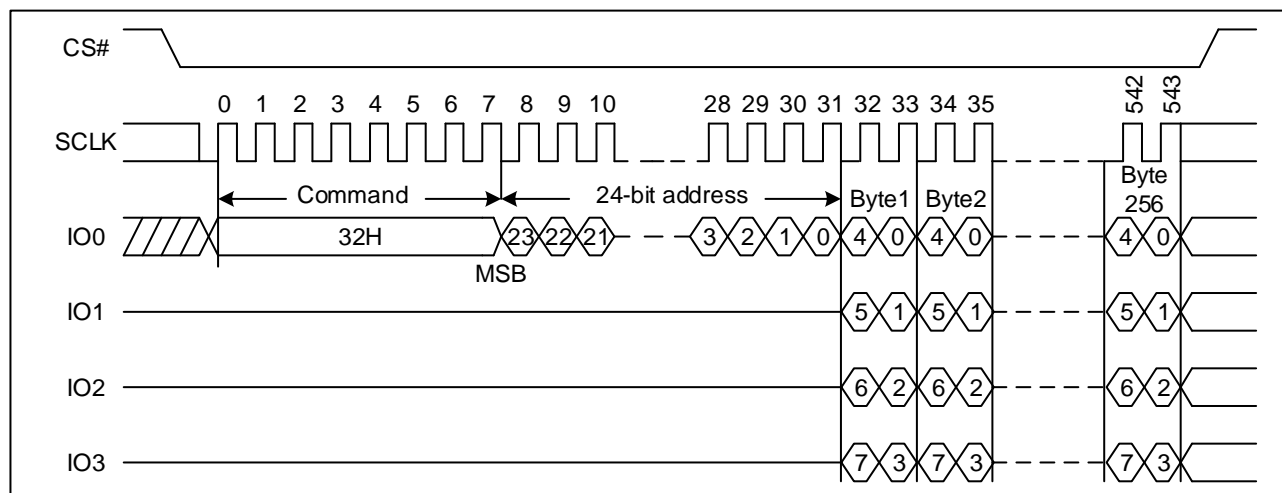 CS#
0 1 2 3 4 5 6 7 8 9 10 28 29 30 31 32 33 34 35 542 543
SCLK
Command 24-bit address Byte1 Byte2 Byte
256
IO0 32H 23 22 21 3 2 1 0 4 0 4 0 4 0
MSB
IO1 5 1 5 1 5 1
IO2 6 2 6 2 6 2
IO3 7 3 7 3 7 3